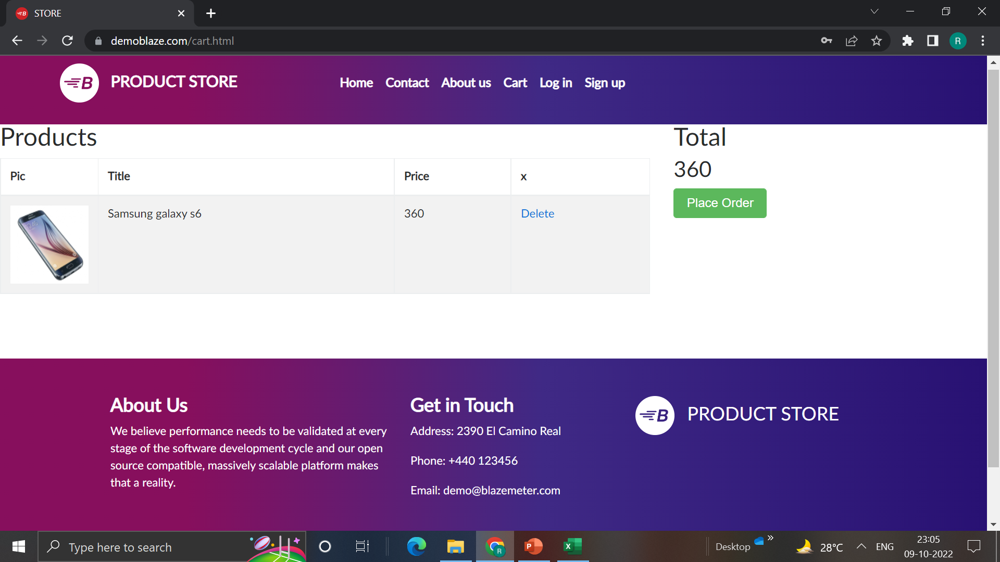 STORE
demoblaze.com/cart.html
R
B PRODUCT STORE
Home Contact About us Cart Log in Sign up
Products
Total
Pic Title Price x
360
Samsung galaxy s6 360 Delete
Place Order
About Us
We believe performance needs to be validated at every
stage of the software development cycle and our open
source compatible, massively scalable platform makes
that a reality.
Get in Touch
Address: 2390 El Camino Real
Phone: +440 123456
Email: demo@blazemeter.com
B PRODUCT STORE
Type here to search
R
P
X
Desktop
28°C
ENG
23:05
09-10-2022